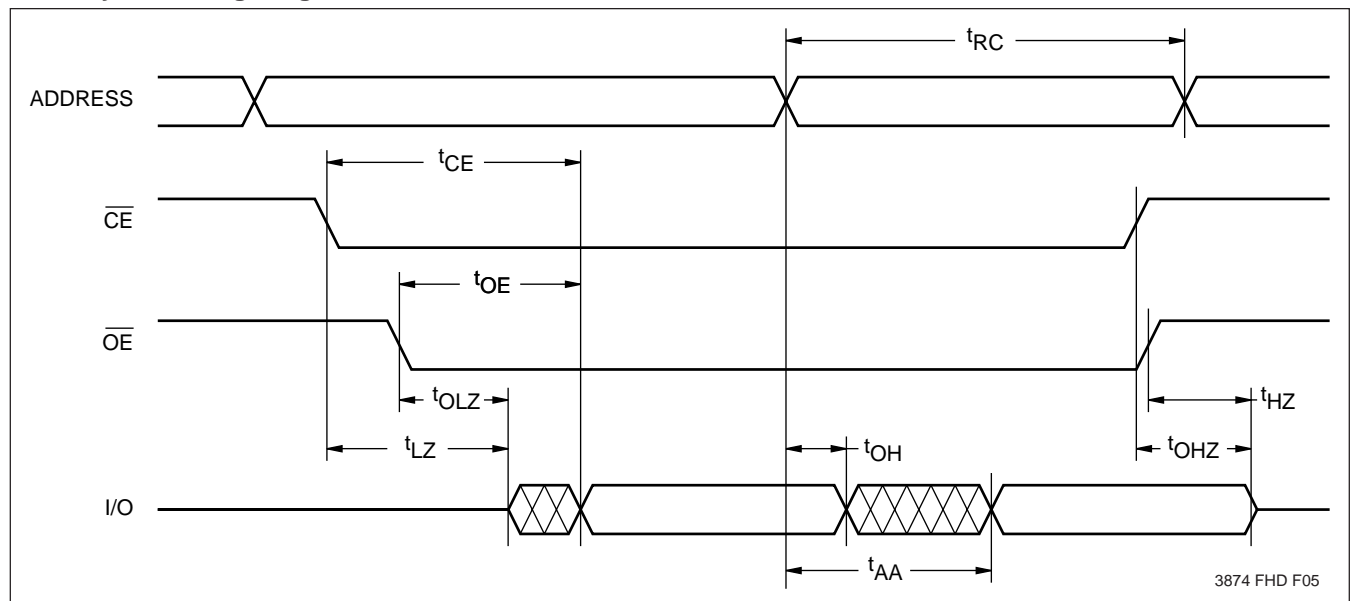 tRC
ADDRESS
tCE
CE
tOE
OE
tOLZ
tHZ
tLZ
tOH
tOHZ
I/O
tAA
3874 FHD F05